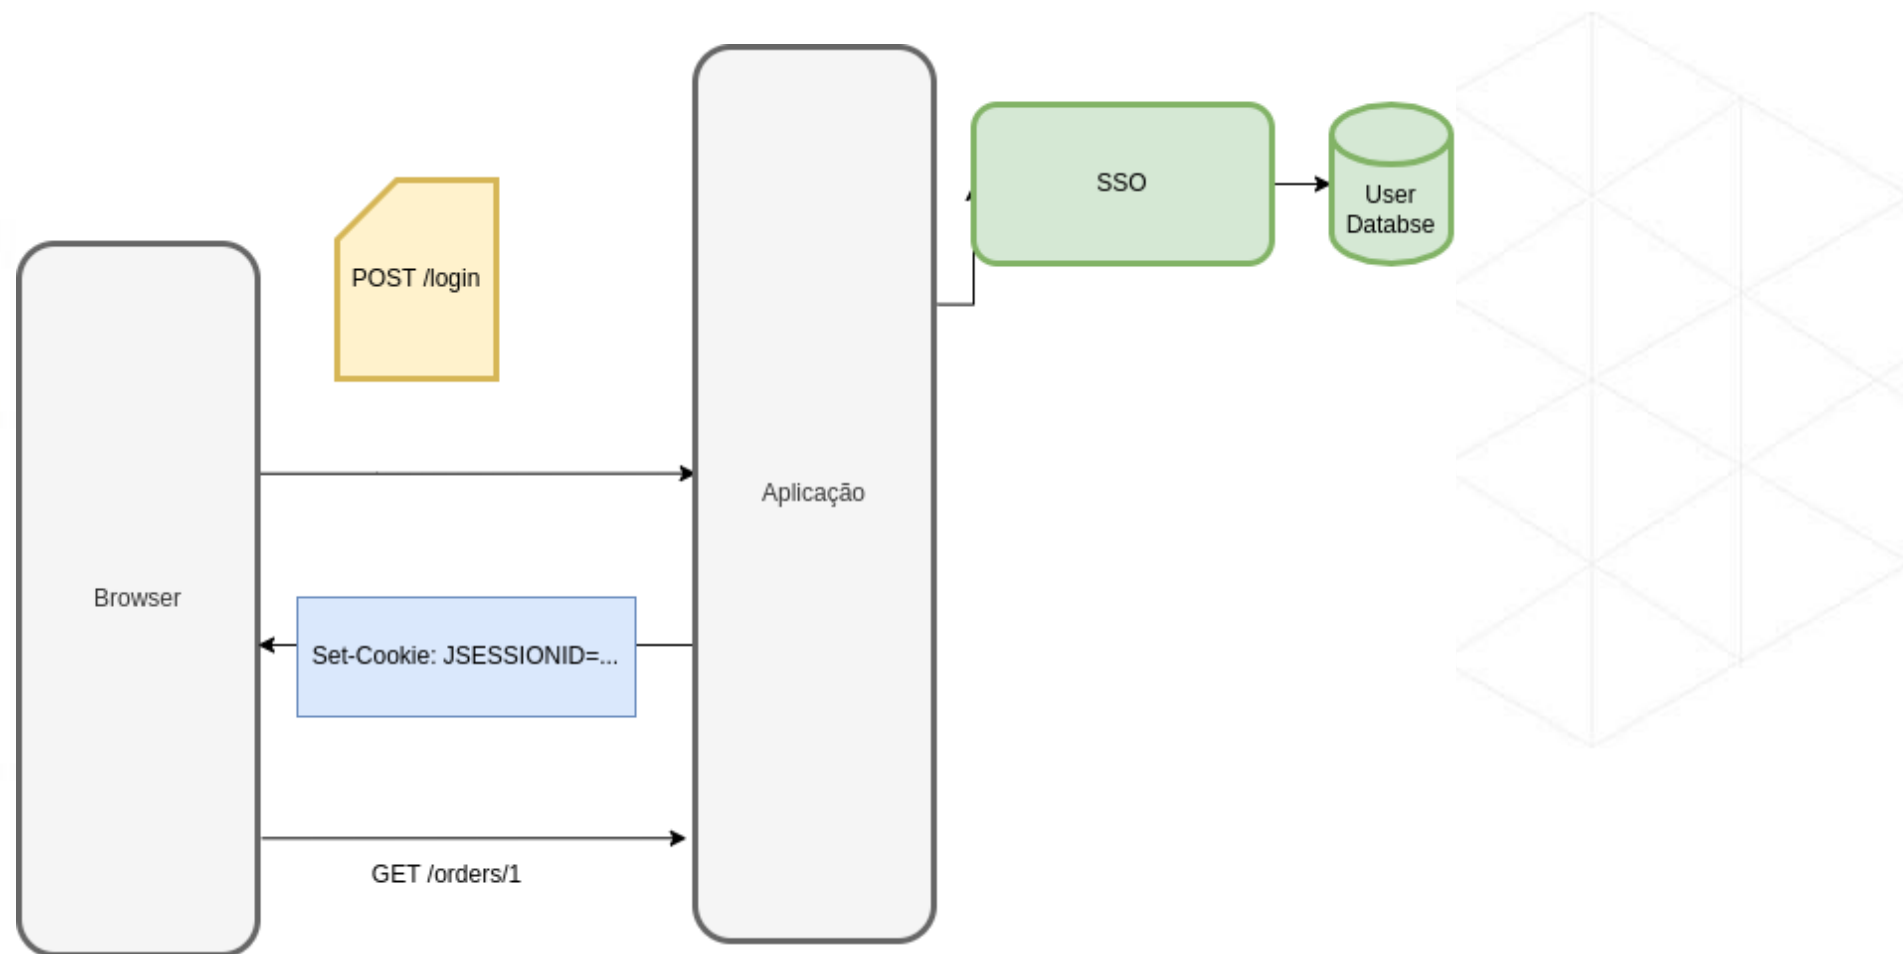 SSO
User
Databse
POST /login
Aplicação
Browser
Set-Cookie: JSESSIONID=...
GET /orders/1